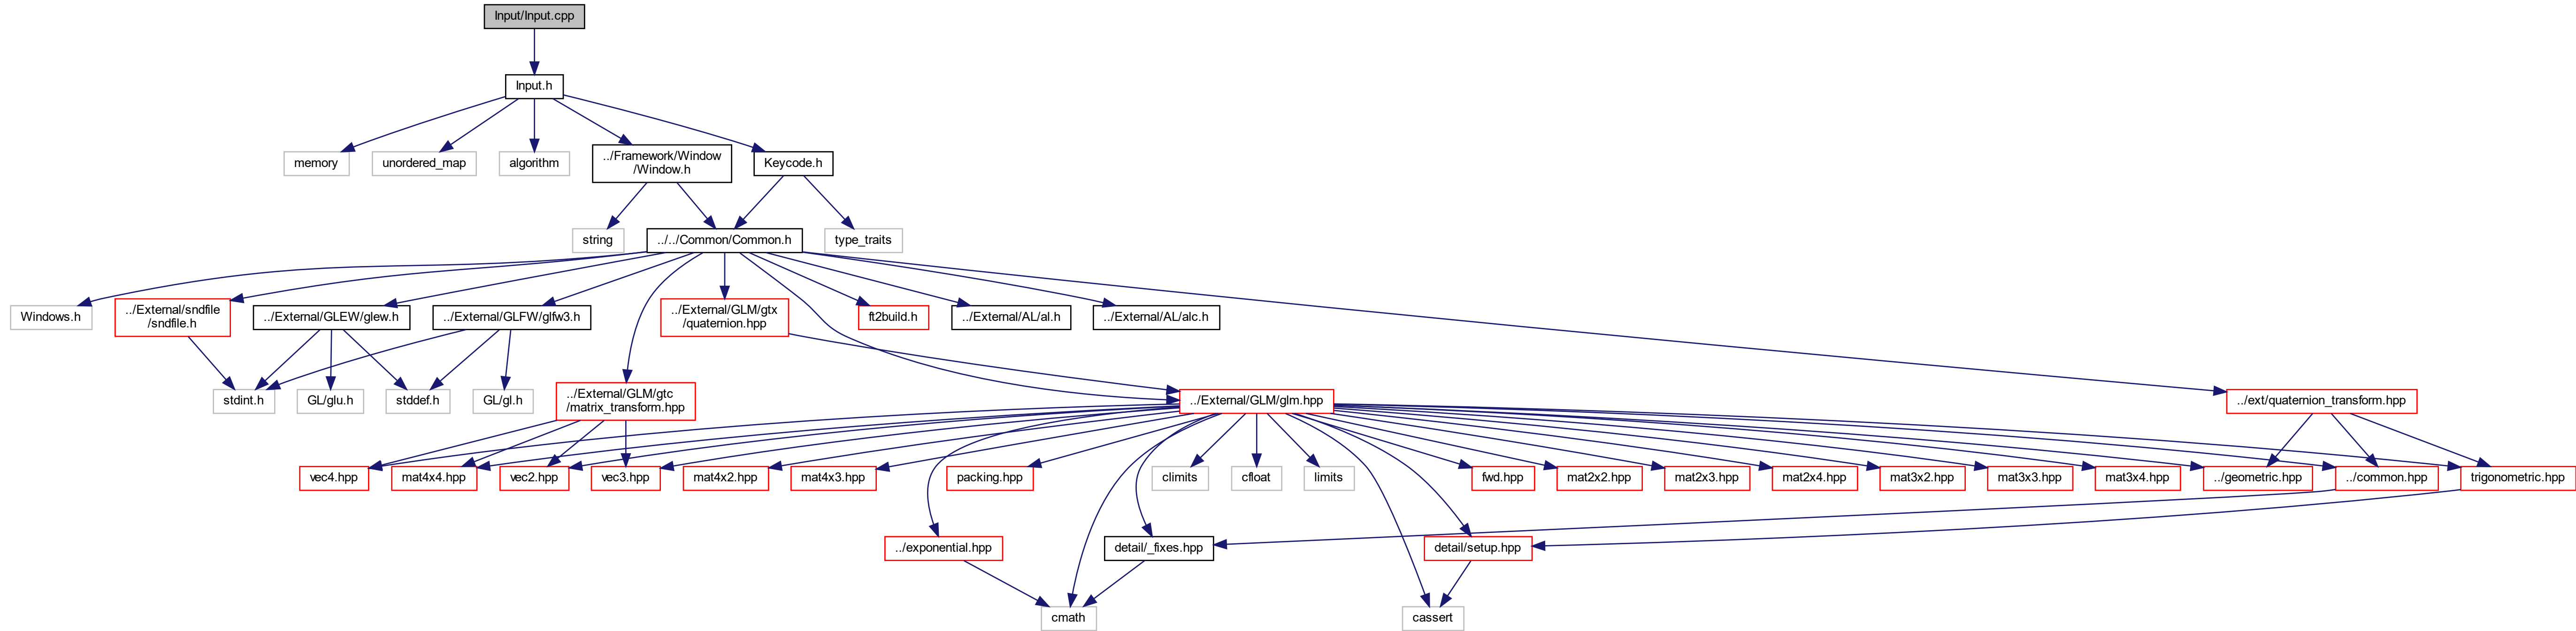 Input/Input.cpp
Input.h
memory
unordered_map
algorithm
../Framework/Window
/Window.h
Keycode.h
string
../../Common/Common.h
type_traits
Windows.h
../External/sndfile
/sndfile.h
../External/GLEW/glew.h
../External/GLFW/glfw3.h
../External/GLM/gtx
/quaternion.hpp
ft2build.h
../External/AL/al.h
../External/AL/alc.h
stdint.h
GL/glu.h
stddef.h
GL/gl.h
../External/GLM/gtc
/matrix_transform.hpp
../External/GLM/glm.hpp
../ext/quaternion_transform.hpp
vec4.hpp
mat4x4.hpp
vec2.hpp
vec3.hpp
mat4x2.hpp
mat4x3.hpp
packing.hpp
climits
cfloat
limits
fwd.hpp
mat2x2.hpp
mat2x3.hpp
mat2x4.hpp
mat3x2.hpp
mat3x3.hpp
mat3x4.hpp
../geometric.hpp
../common.hpp
trigonometric.hpp
../exponential.hpp
detail/_fixes.hpp
detail/setup.hpp
cmath
cassert